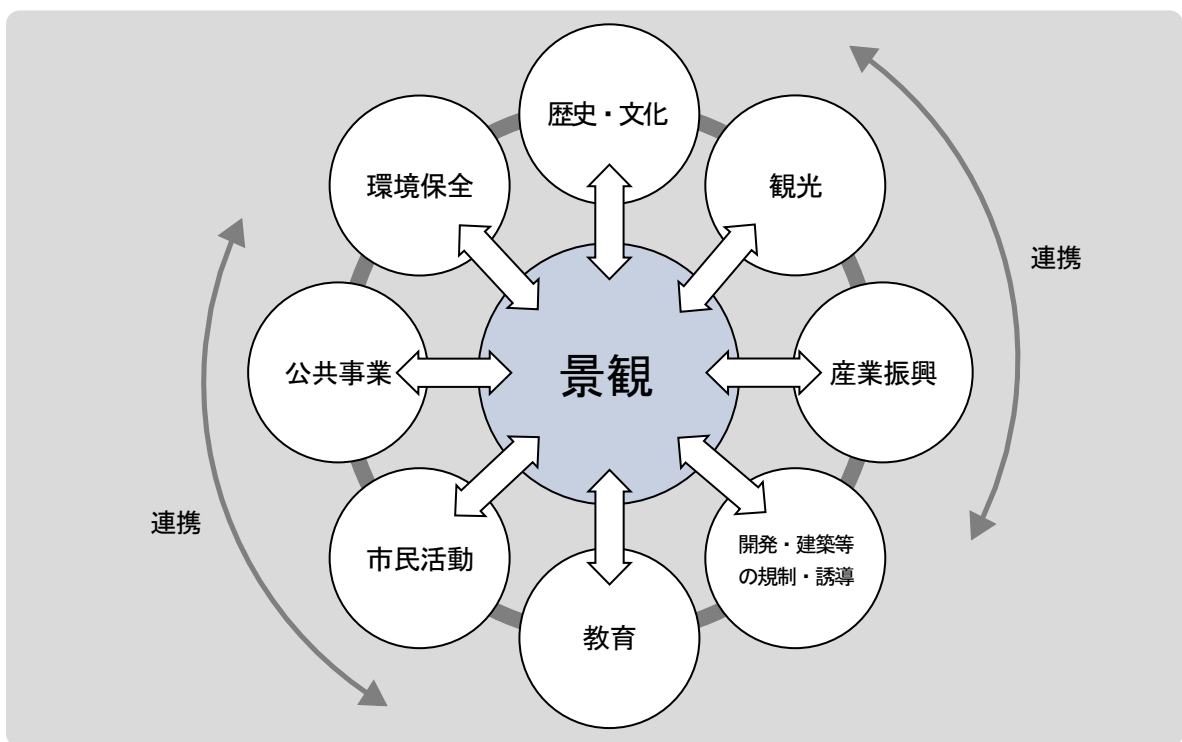 歴史・文化
環境保全
観光
連携
公共事業
景観
産業振興
連携
市民活動
開発・建築等
の規制・誘導
教育